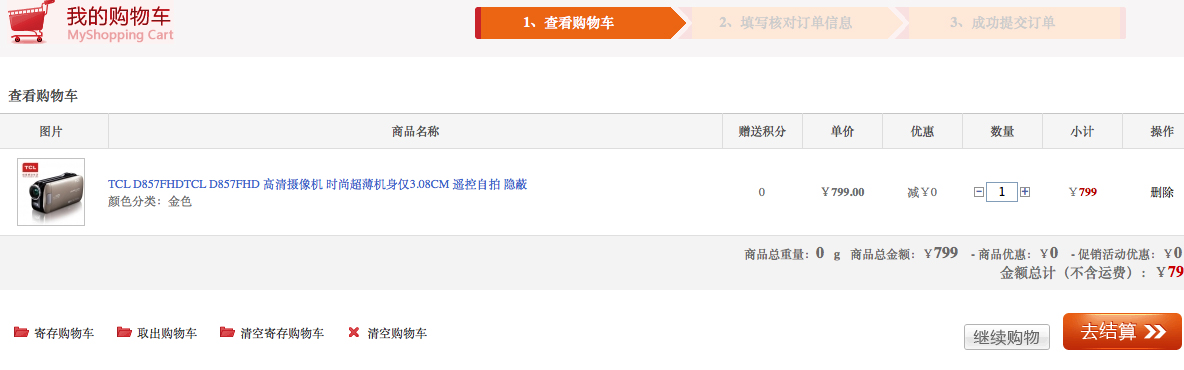 我的购物车
MyShopping Cart
1、查看购物车
2、填写核对订单信息
3、成功提交订单
查看购物车
图片 商品名称 赠送积分 单价 优惠 数量 小计 操作
TCL
TCL D857FHDTCL D857FHD 高清摄像机 时尚超薄机身仅3.08CM 遥控自拍 隐蔽
颜色分类：金色
0 ￥799.00 减￥0 1 ￥799 删除
商品总重量：0 g 商品总金额：￥799 - 商品优惠：￥0 - 促销活动优惠：￥0
金额总计（不含运费）：￥79
寄存购物车 取出购物车 清空寄存购物车 清空购物车
继续购物 去结算